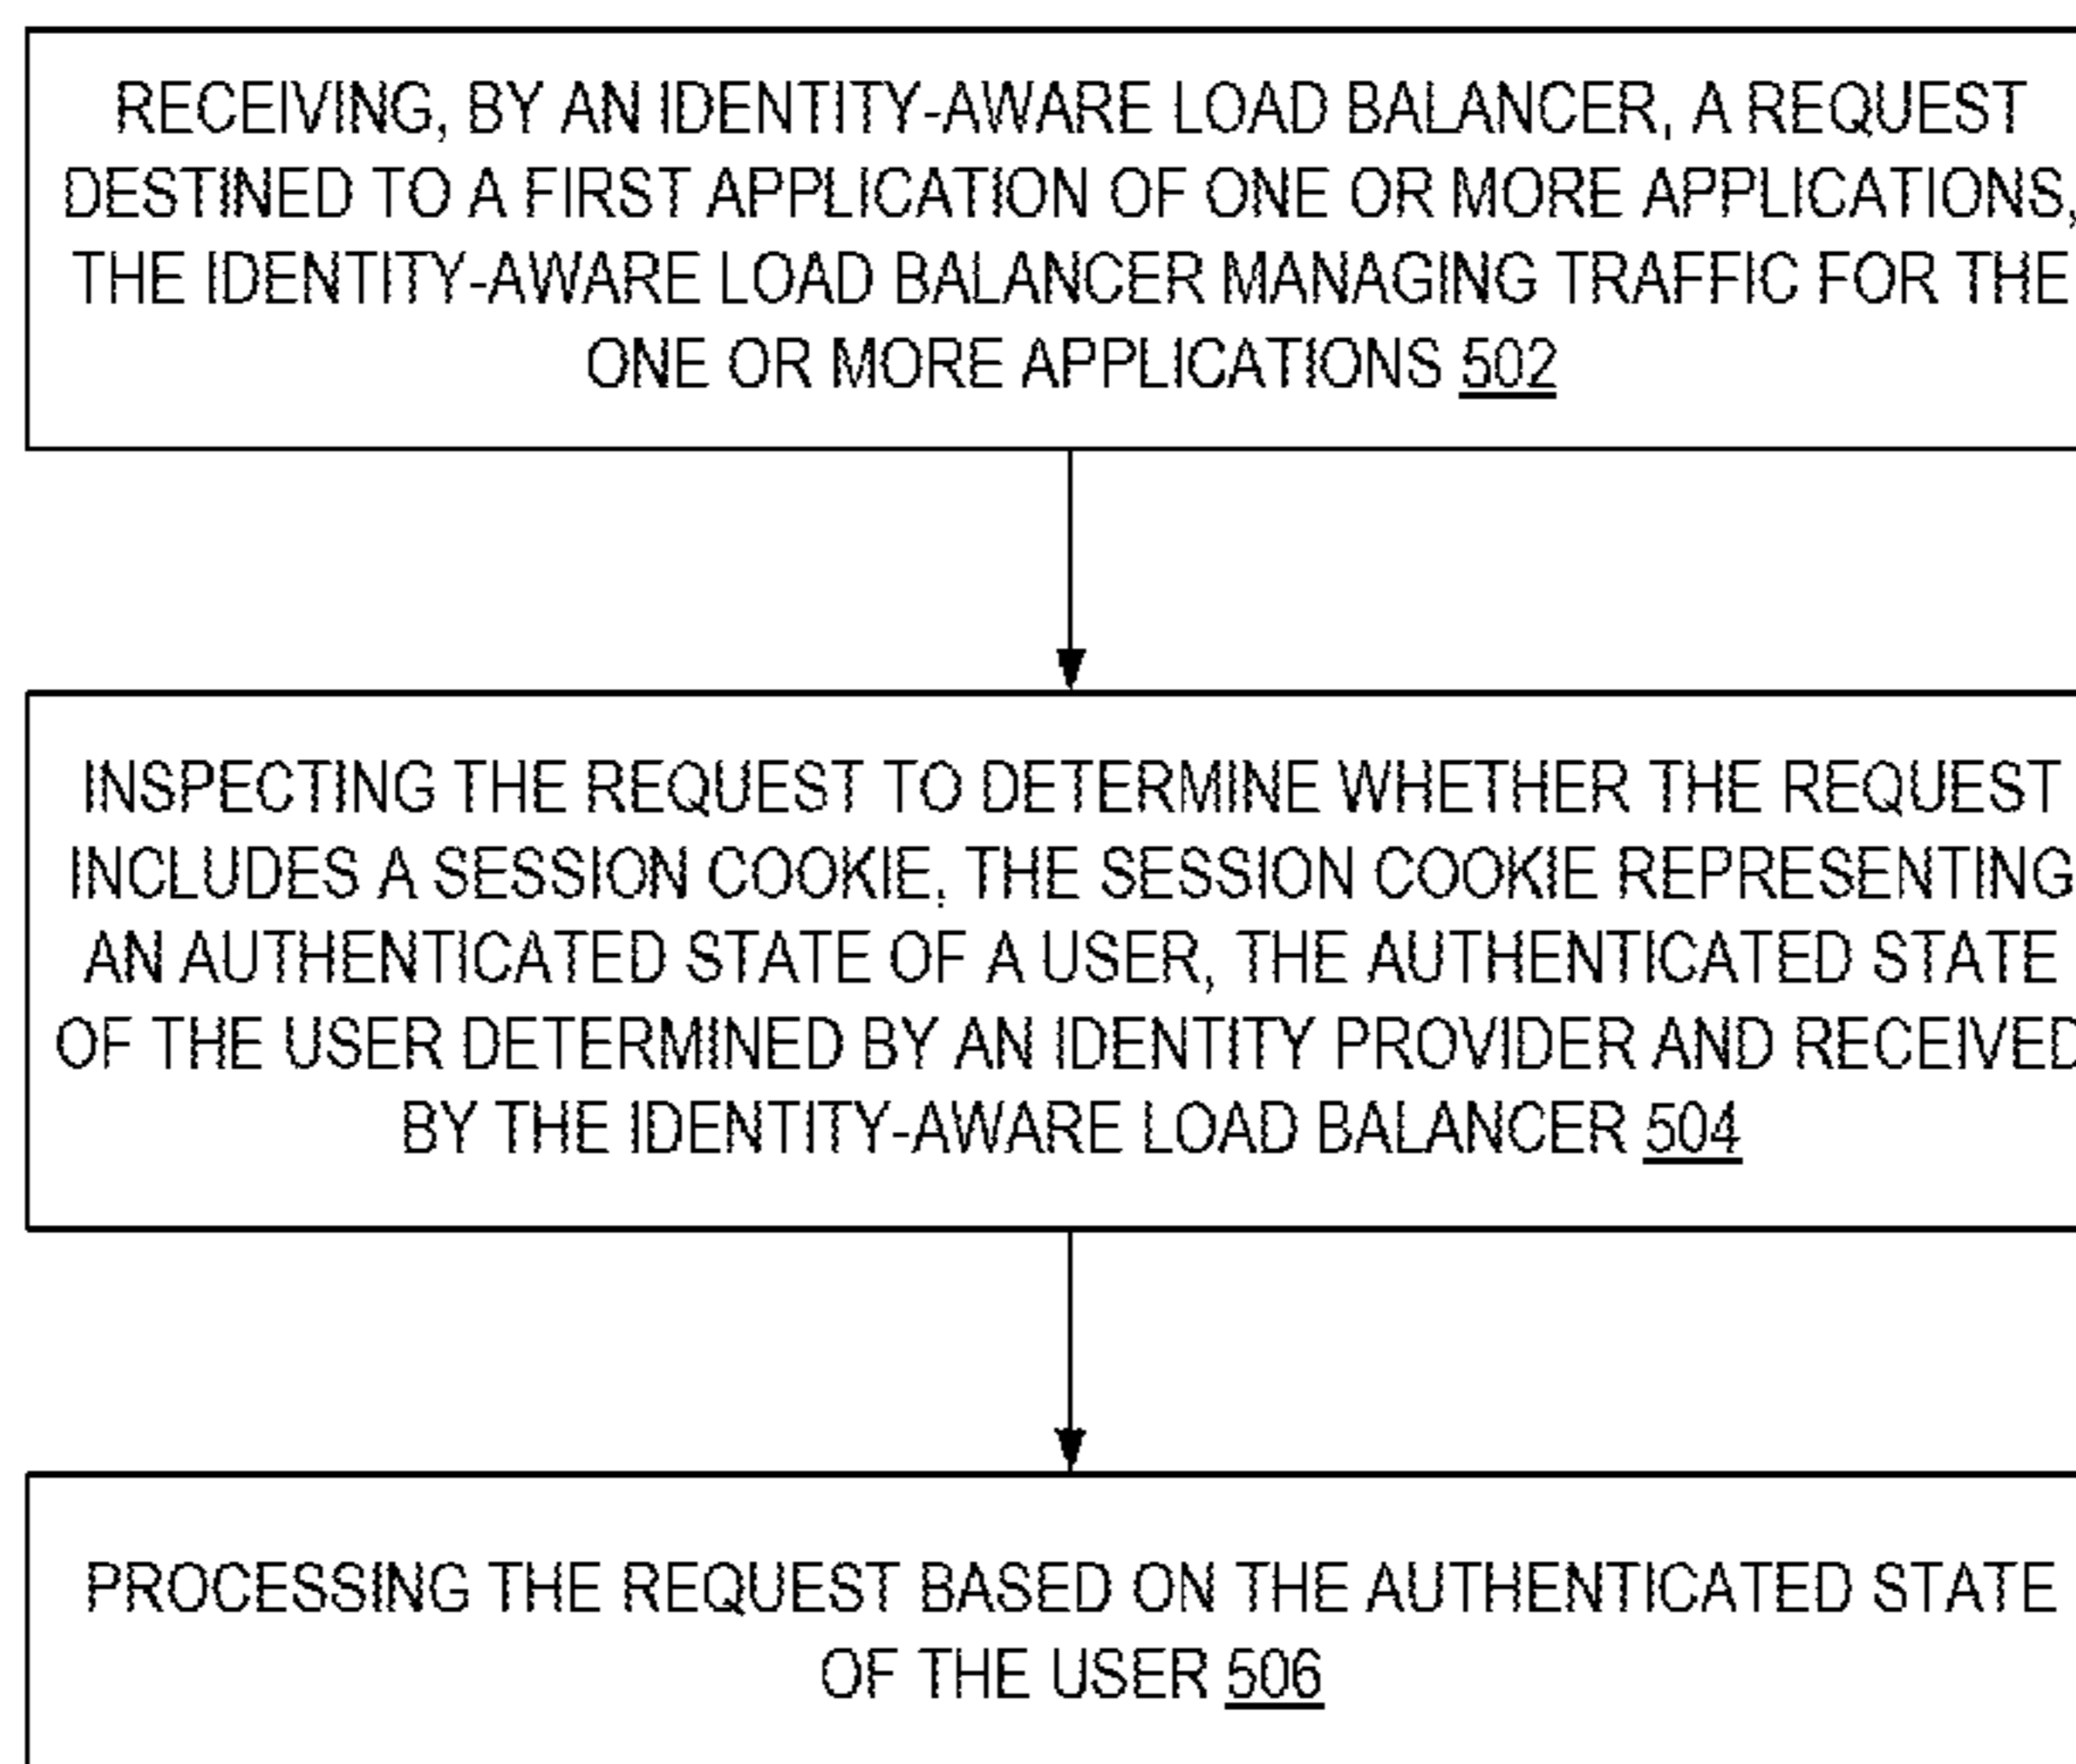 RECEIVING, BY AN IDENTITY-AWARE LOAD BALANCER, A REQUEST
DESTINED TO A FIRST APPLICATION OF ONE OR MORE APPLICATIONS,
THE IDENTITY-AWARE LOAD BALANCER MANAGING TRAFFIC FOR THE
ONE OR MORE APPLICATIONS 502
INSPECTING THE REQUEST TO DETERMINE WHETHER THE REQUEST
INCLUDES A SESSION COOKIE, THE SESSION COOKIE REPRESENTING
AN AUTHENTICATED STATE OF A USER, THE AUTHENTICATED STATE
OF THE USER DETERMINED BY AN IDENTITY PROVIDER AND RECEIVED
BY THE IDENTITY-AWARE LOAD BALANCER 504
PROCESSING THE REQUEST BASED ON THE AUTHENTICATED STATE
OF THE USER 506